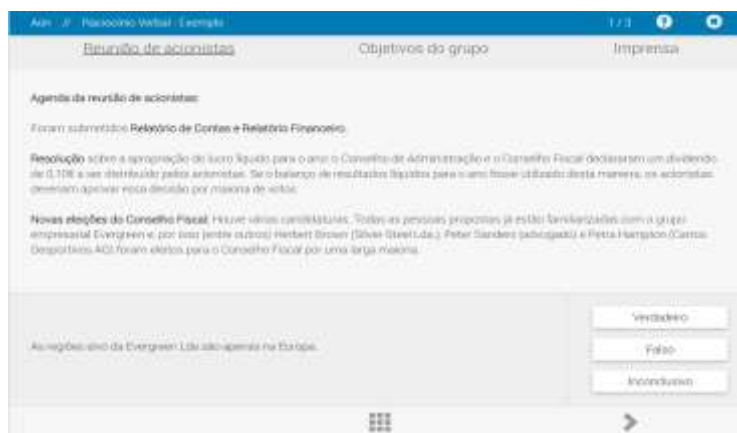 Aon // Raciocínio Verbal - Exemplo
1 / 3
Reunião de acionistas
Objetivos do grupo
Imprensa
Agenda da reunião de acionistas:
Foram submetidos Relatório de Contas e Relatório Financeiro.
Resolução sobre a apropriação do lucro líquido para o ano: o Conselho de Administração e o Conselho Fiscal declararam um dividendo
de 0,10€ a ser distribuído pelos acionistas. Se o balanço de resultados líquidos para o ano fosse utilizado desta maneira, os acionistas
deveriam aprovar essa decisão por maioria de votos.
Novas eleições do Conselho Fiscal: Houve várias candidaturas. Todas as pessoas propostas já estão familiarizadas com o grupo
empresarial Evergreen e, por isso (entre outros) Herbert Brown (Silver Steel Lda.), Peter Sanders (advogado) e Petra Hampton (Carros
Desportivos AG) foram eleitos para o Conselho Fiscal por uma larga maioria.
As regiões-alvo da Evergreen Lda são apenas na Europa.
Verdadeiro
Falso
Inconclusivo